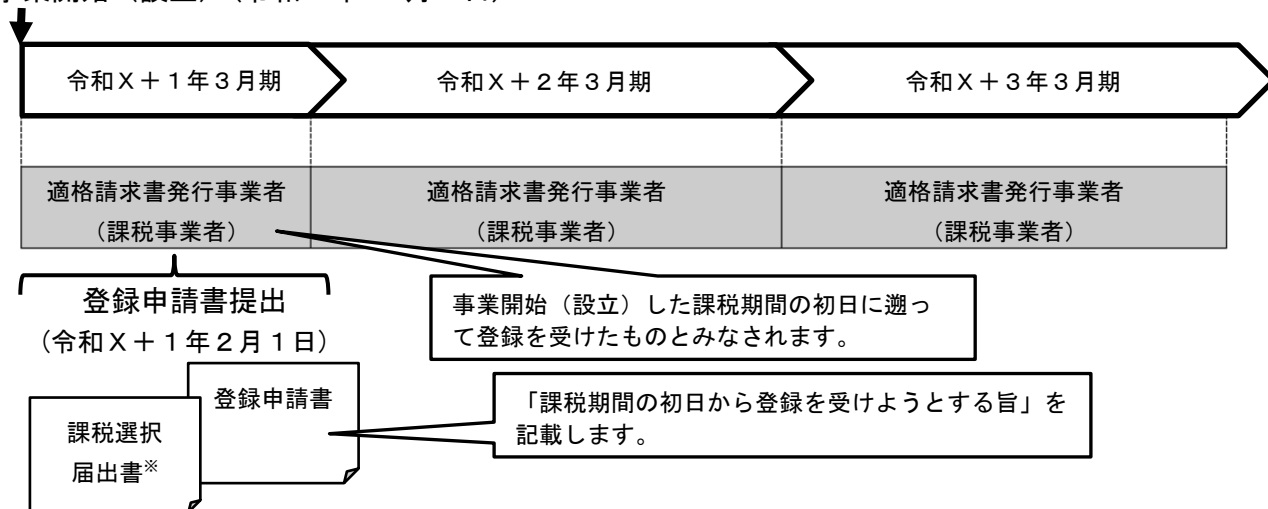 令和X＋１年３月期
令和X＋２年３月期
令和X＋３年３月期
適格請求書発行事業者
（課税事業者）
適格請求書発行事業者
（課税事業者）
適格請求書発行事業者
（課税事業者）
登録申請書提出
（令和X＋１年２月１日）
事業開始（設立）した課税期間の初日に遡っ
て登録を受けたものとみなされます。
登録申請書
「課税期間の初日から登録を受けようとする旨」を
記載します。
課税選択
届出書※